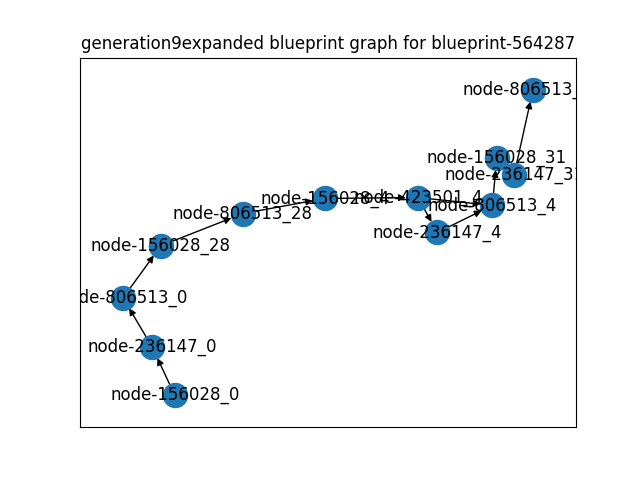 generation9expanded blueprint graph for blueprint-564287
node-806513_
node-156028_31
node-236147_31
node-156028_4
node-423501_4
node-806513_4
node-806513_28
node-236147_4
node-156028_28
de-806513_0
node-236147_0
node-156028_0